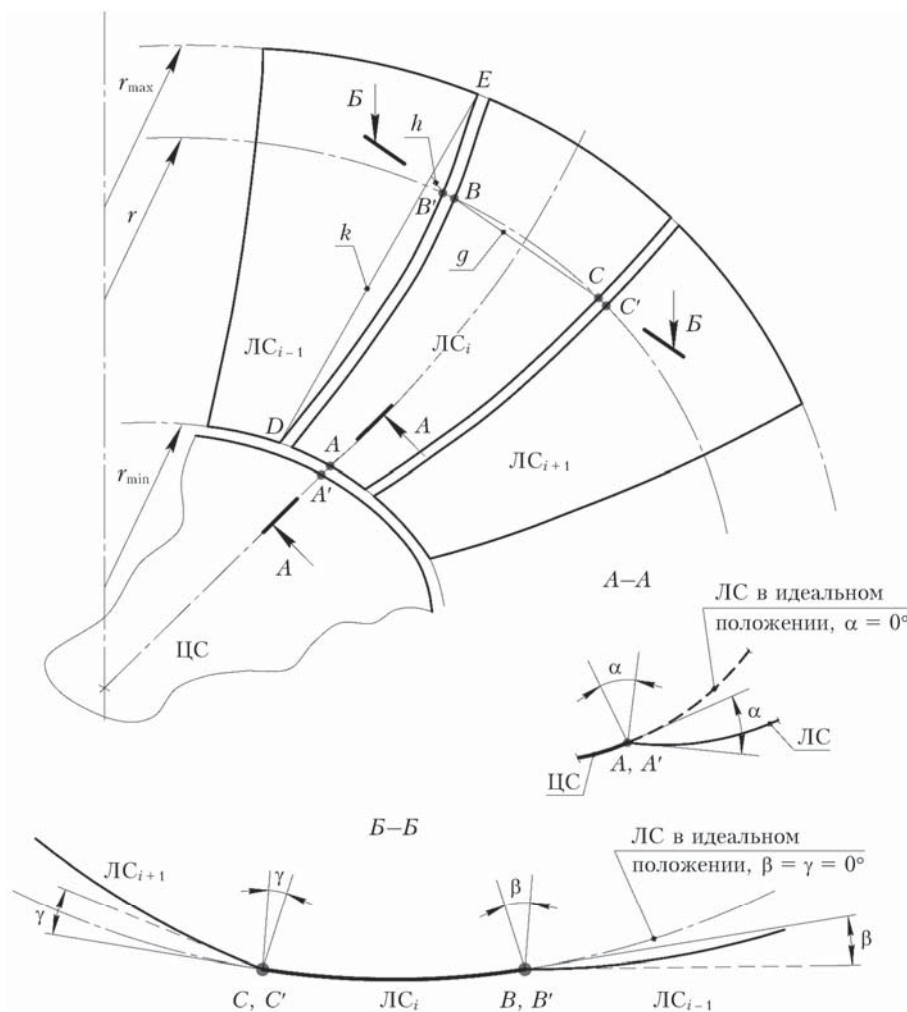 r_max
E
Б
h
B'
B
r
k
g
C
C'
Б
ЛС_{i−1}
ЛС_i
D
A
A
A'
r_min
ЛС_{i+1}
A
ЦС
А–А
ЛС в идеальном
положении, α = 0°
α
α
ЛС
A, A'
ЦС
Б–Б
ЛС в идеальном
положении, β = γ = 0°
ЛС_{i+1}
γ
γ
β
β
C, C'
ЛС_i
B, B'
ЛС_{i−1}